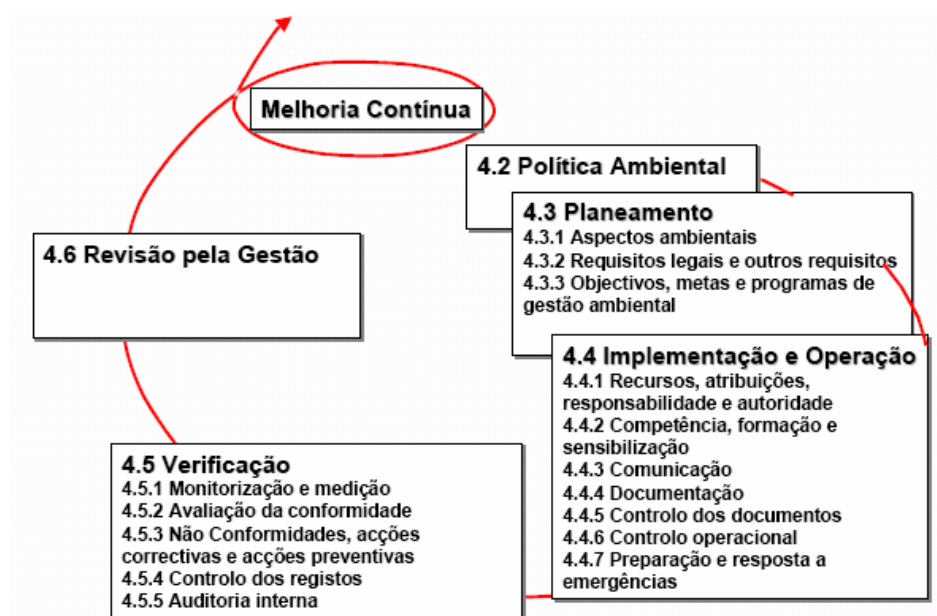 Melhoria Contínua
4.2 Política Ambiental
4.3 Planeamento
4.3.1 Aspectos ambientais
4.3.2 Requisitos legais e outros requisitos
4.3.3 Objectivos, metas e programas de
gestão ambiental
4.4 Implementação e Operação
4.4.1 Recursos, atribuições,
responsabilidade e autoridade
4.4.2 Competência, formação e
sensibilização
4.4.3 Comunicação
4.4.4 Documentação
4.4.5 Controlo dos documentos
4.4.6 Controlo operacional
4.4.7 Preparação e resposta a
emergências
4.5 Verificação
4.5.1 Monitorização e medição
4.5.2 Avaliação da conformidade
4.5.3 Não Conformidades, acções
correctivas e acções preventivas
4.5.4 Controlo dos registos
4.5.5 Auditoria interna
4.6 Revisão pela Gestão